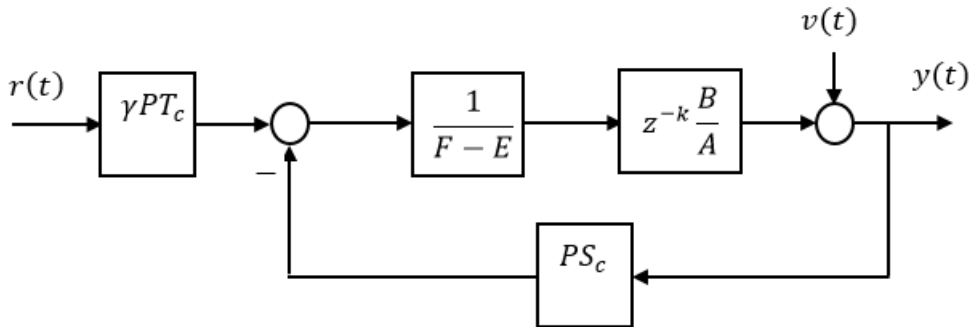 v(t)
r(t)
y(t)
γPT_c
1
F − E
z^{-k} B
A
−
PS_c